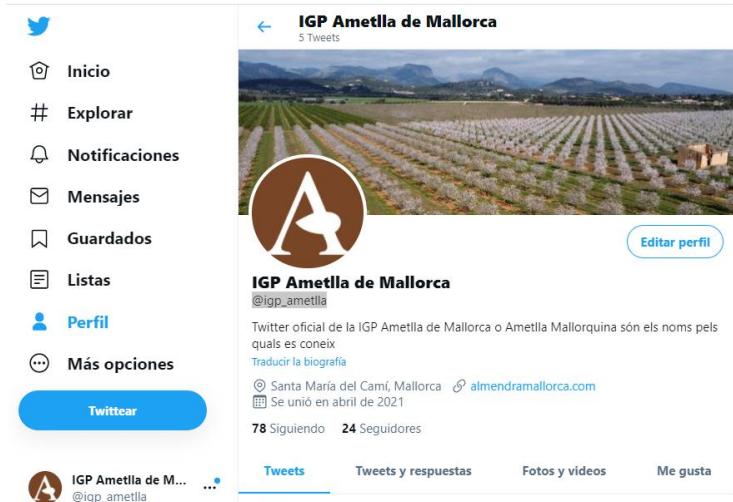 IGP Ametlla de Mallorca
5 Tweets
Inicio
Explorar
Notificaciones
Mensajes
Guardados
Listas
Perfil
Más opciones
Twittear
IGP Ametlla de M...
@igp_ametlla
Editar perfil
IGP Ametlla de Mallorca
@igp_ametlla
Twitter oficial de la IGP Ametlla de Mallorca o Ametlla Mallorquina són els noms pels
quals es coneix
Traducir la biografía
Santa María del Camí, Mallorca almendramallorca.com
Se unió en abril de 2021
78 Siguiendo 24 Seguidores
Tweets Tweets y respuestas Fotos y videos Me gusta